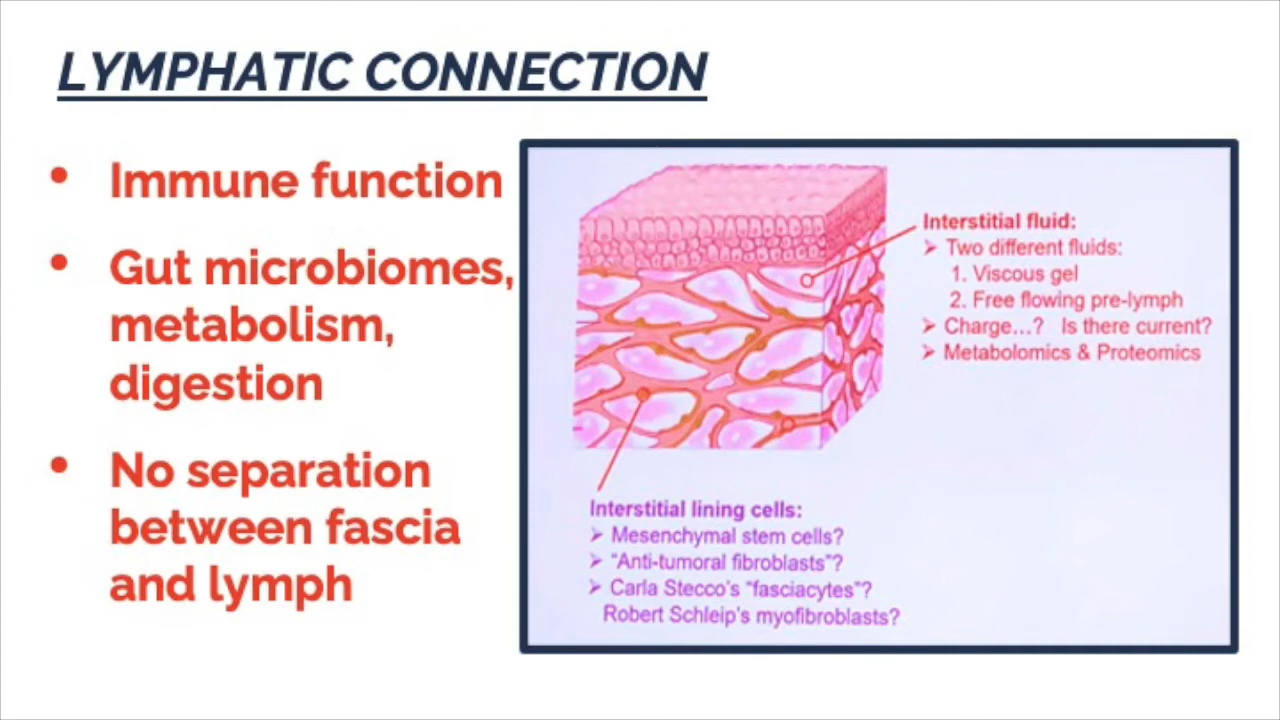 LYMPHATIC CONNECTION
• Immune function
• Gut microbiomes,
metabolism,
digestion
• No separation
between fascia
and lymph
Interstitial fluid:
➢ Two different fluids:
1. Viscous gel
2. Free flowing pre-lymph
➢ Charge...? Is there current?
➢ Metabolomics & Proteomics
Interstitial lining cells:
➢ Mesenchymal stem cells?
➢ “Anti-tumoral fibroblasts”?
➢ Carla Stecco's “fasciacytes”?
Robert Schleip's myofibroblasts?